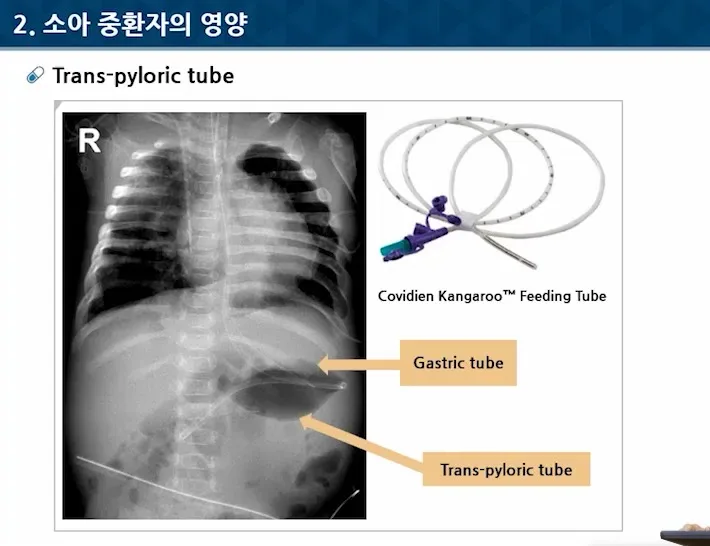 2. 소아 중환자의 영양
Trans-pyloric tube
R
Covidien Kangaroo™ Feeding Tube
Gastric tube
Trans-pyloric tube